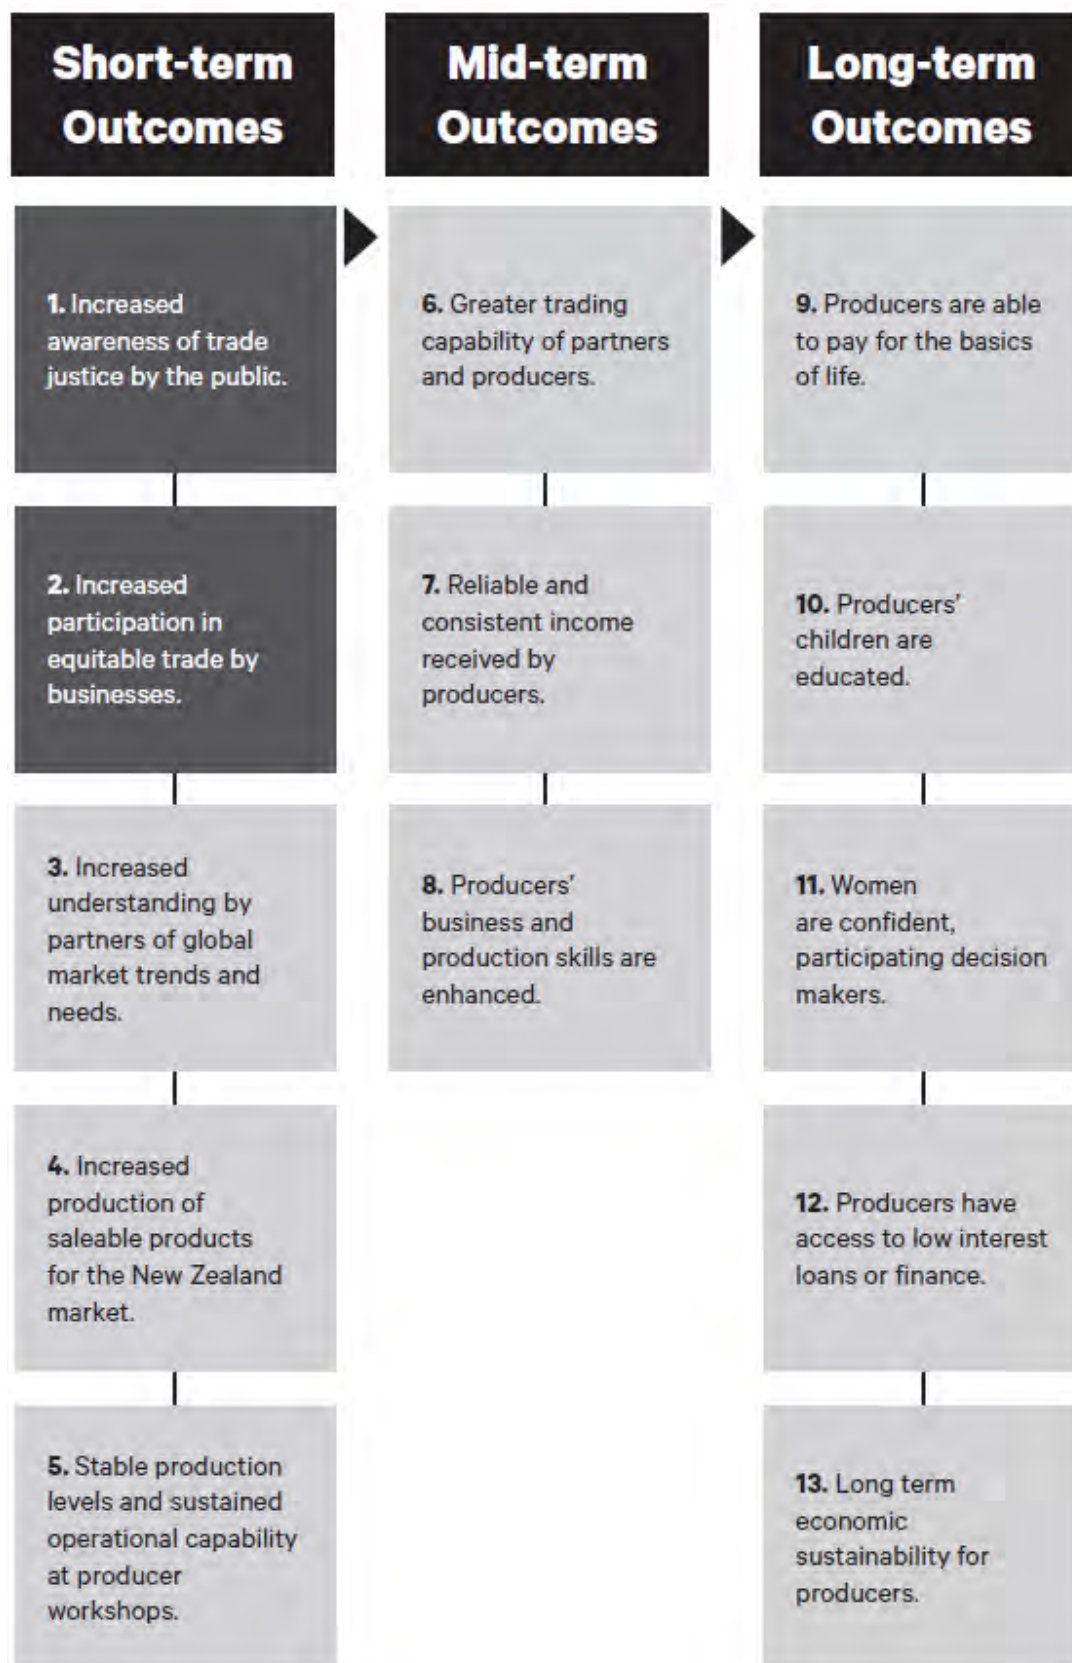 Short-term
Outcomes
1. Increased
awareness of trade
justice by the public.
2. Increased
participation in
equitable trade by
businesses.
3. Increased
understanding by
partners of global
market trends and
needs.
4. Increased
production of
saleable products
for the New Zealand
market.
5. Stable production
levels and sustained
operational capability
at producer
workshops.
Mid-term
Outcomes
6. Greater trading
capability of partners
and producers.
7. Reliable and
consistent income
received by
producers.
8. Producers’
business and
production skills are
enhanced.
Long-term
Outcomes
9. Producers are able
to pay for the basics
of life.
10. Producers’
children are
educated.
11. Women
are confident,
participating decision
makers.
12. Producers have
access to low interest
loans or finance.
13. Long term
economic
sustainability for
producers.